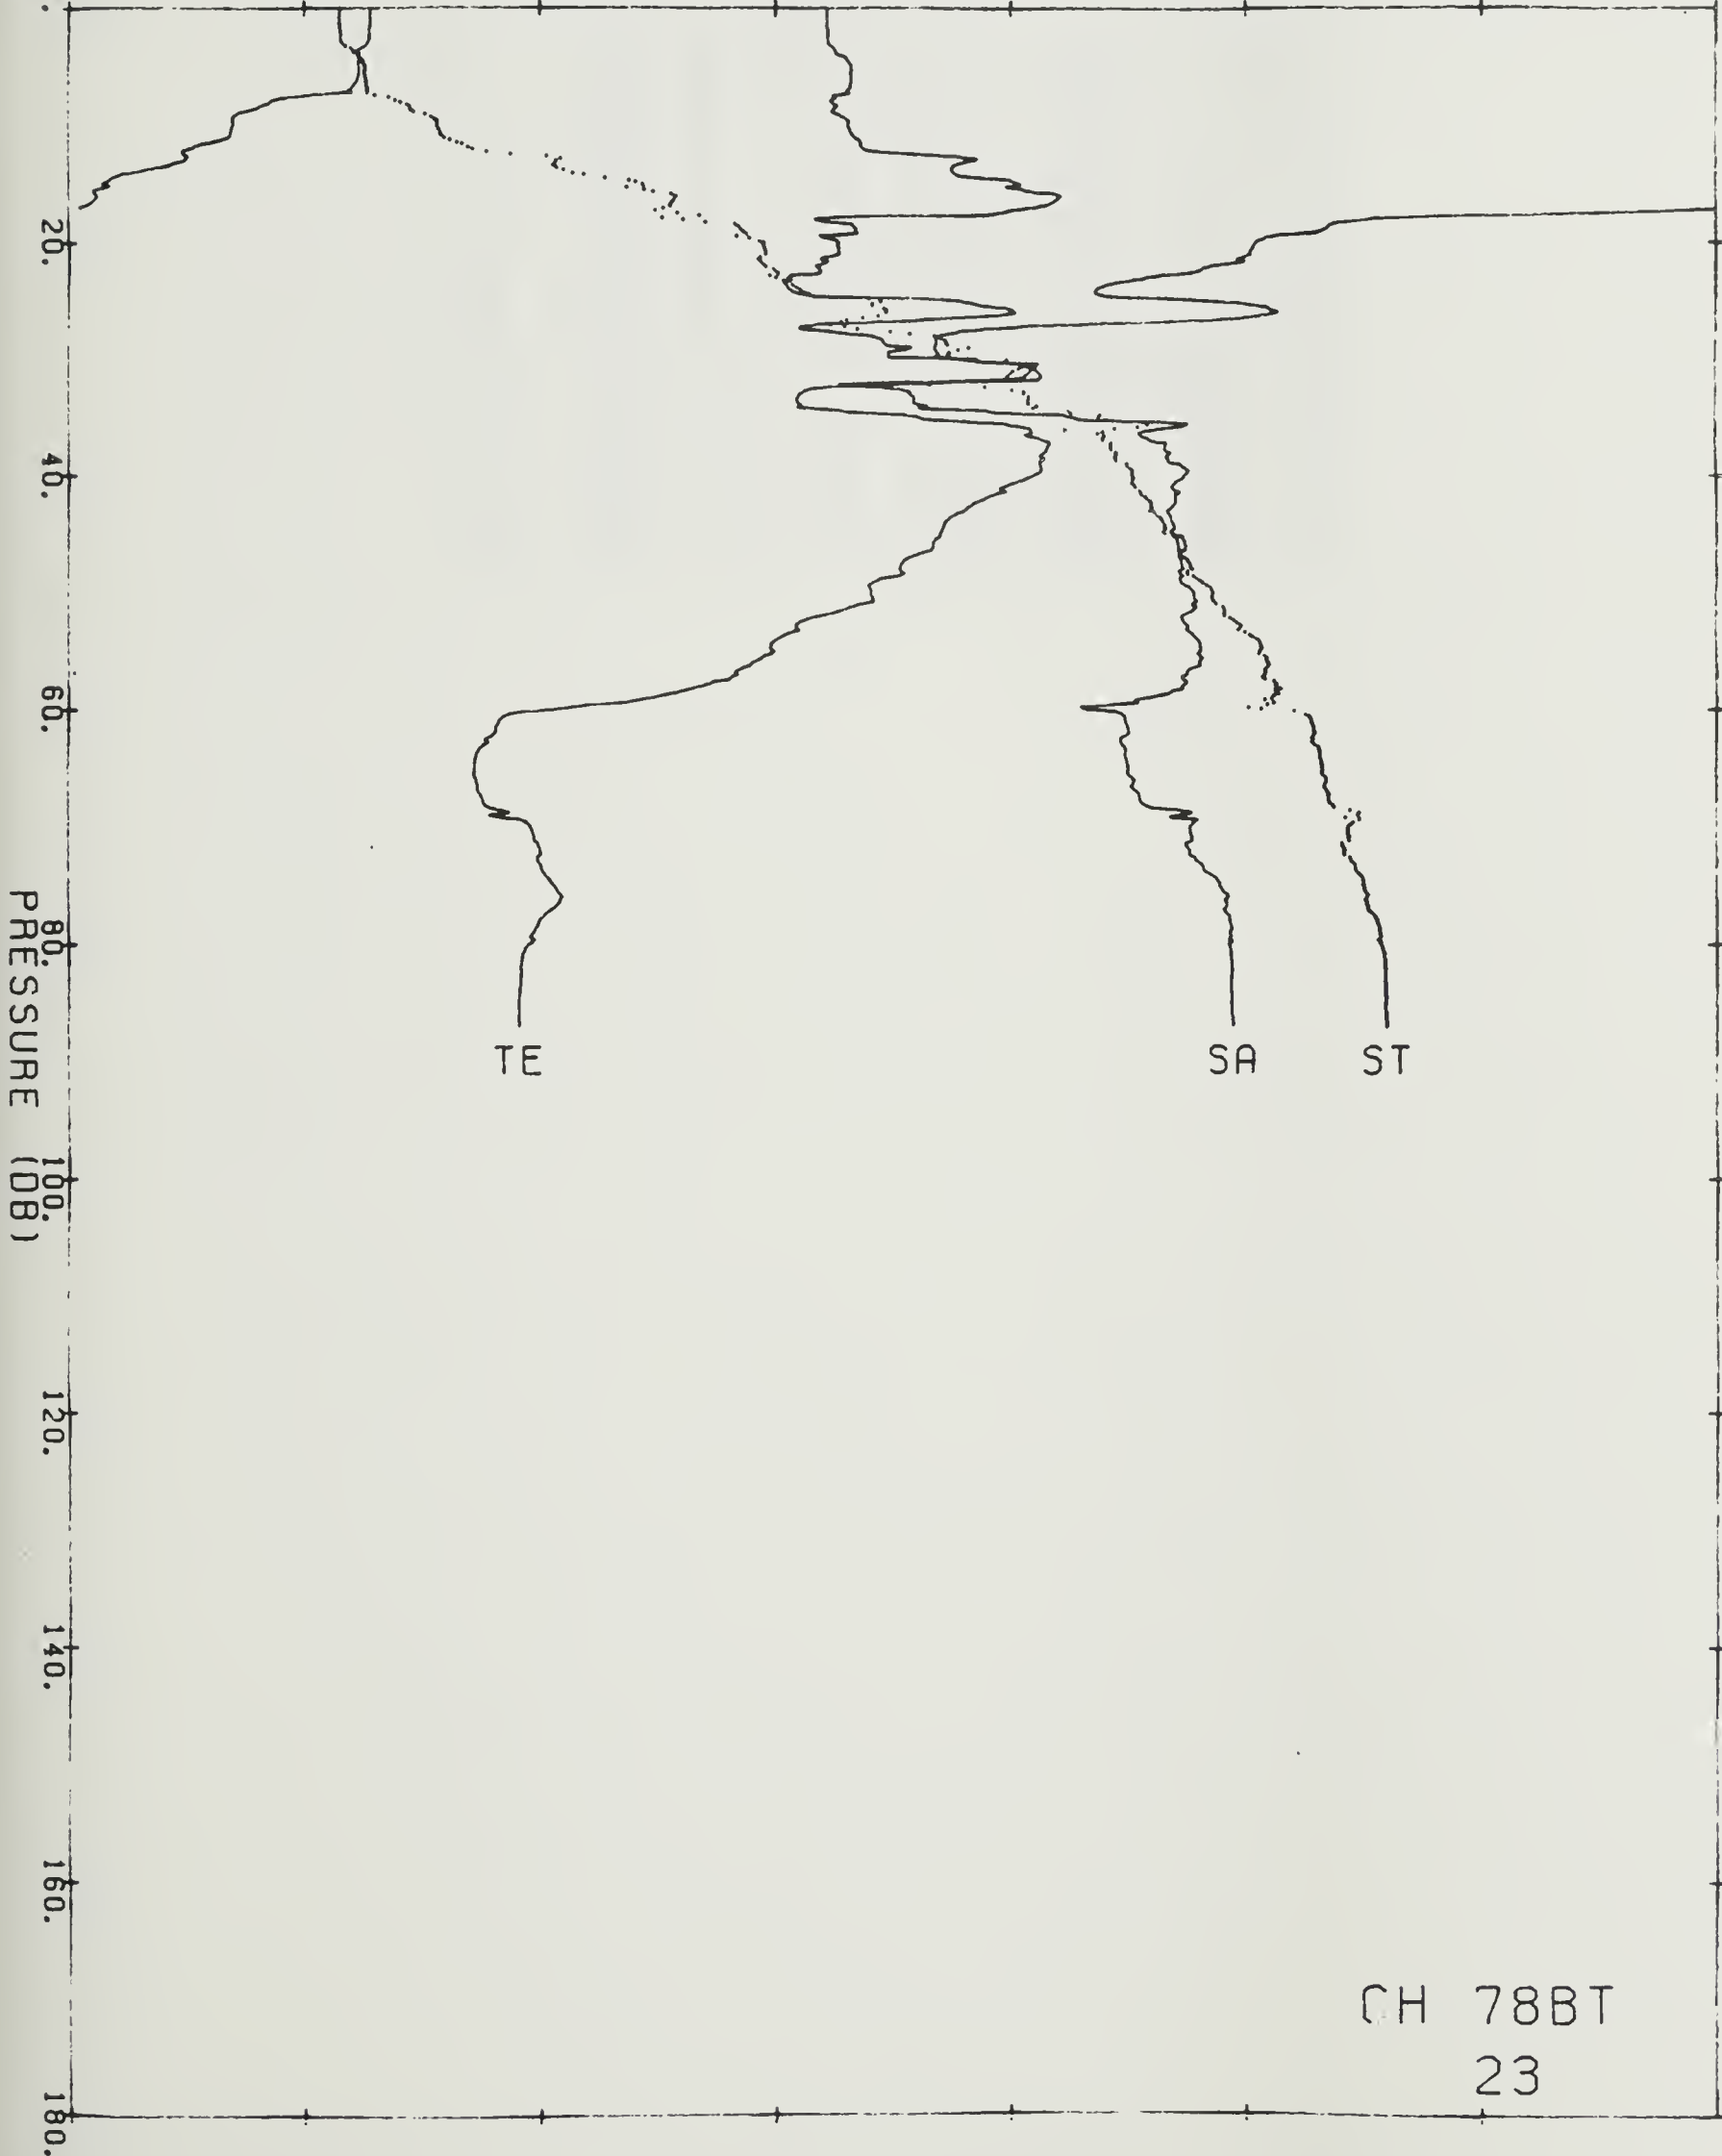 20.
40.
60.
80.
100.
120.
140.
160.
180.
PRESSURE (DB)
TE
SA
ST
CH 78BT
23